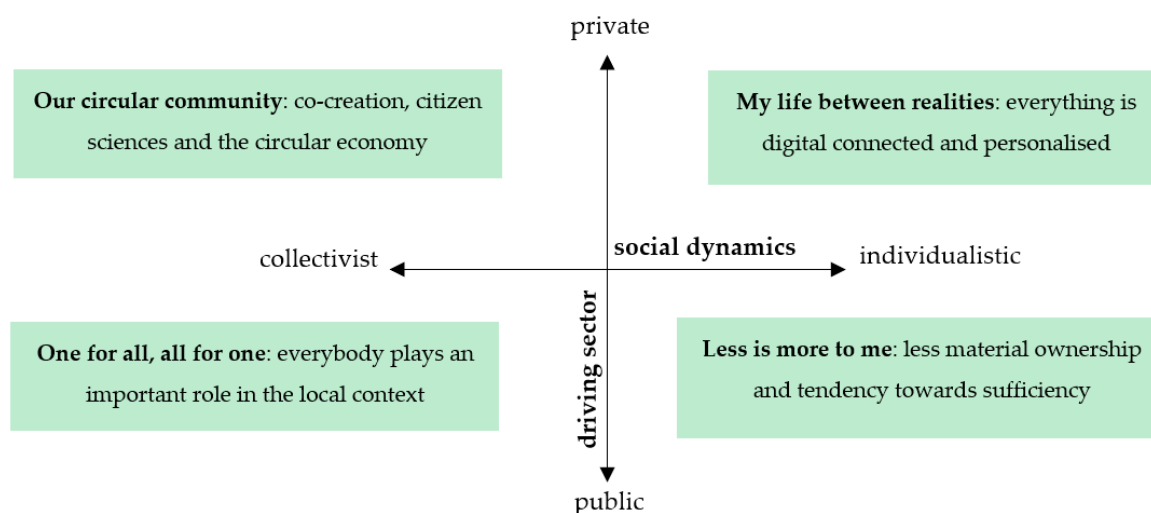 private
Our circular community: co-creation, citizen
sciences and the circular economy
My life between realities: everything is
digital connected and personalised
social dynamics
collectivist
individualistic
driving sector
One for all, all for one: everybody plays an
important role in the local context
Less is more to me: less material ownership
and tendency towards sufficiency
public